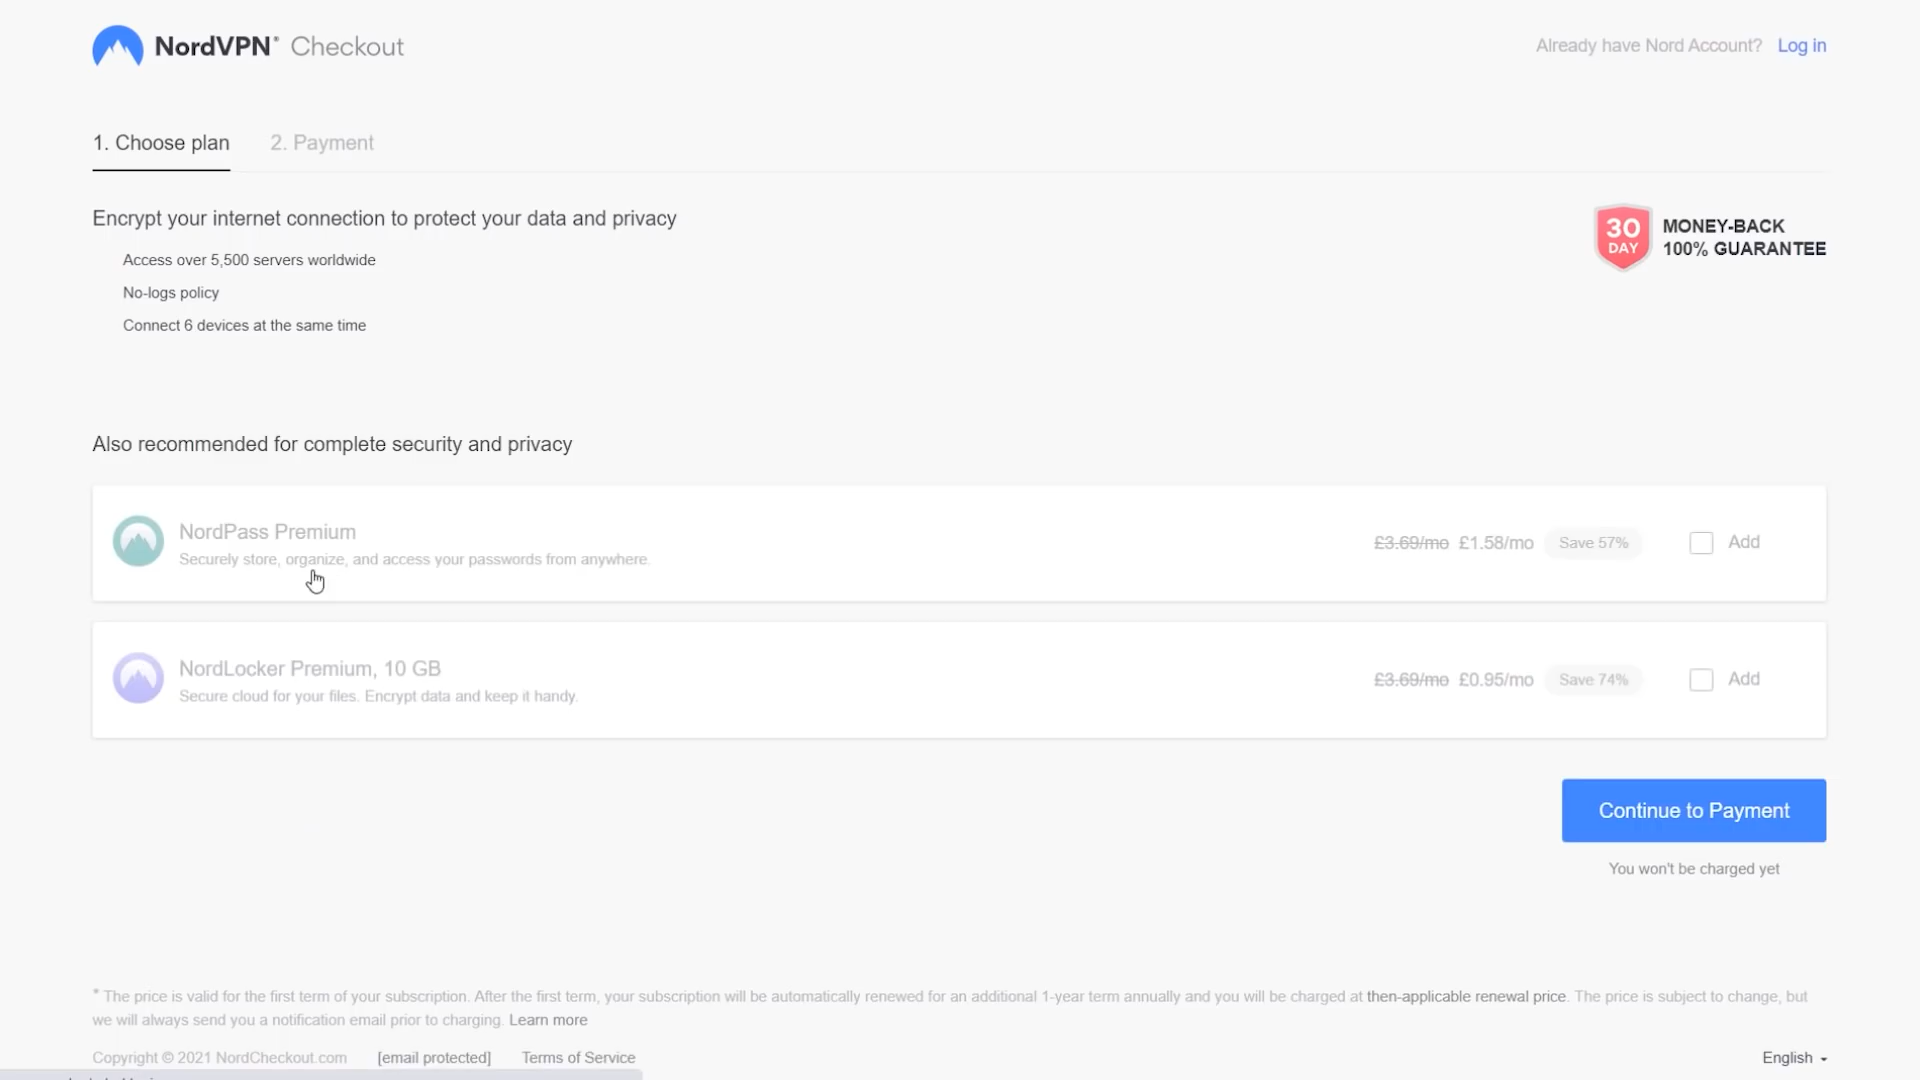 NordVPN® Checkout
Already have Nord Account? Log in
1. Choose plan 2. Payment
Encrypt your internet connection to protect your data and privacy
Access over 5,500 servers worldwide
No-logs policy
Connect 6 devices at the same time
30
DAY
MONEY-BACK
100% GUARANTEE
Also recommended for complete security and privacy
NordPass Premium
Securely store, organize, and access your passwords from anywhere.
£3.69/mo £1.58/mo Save 57% Add
NordLocker Premium, 10 GB
Secure cloud for your files. Encrypt data and keep it handy.
£3.69/mo £0.95/mo Save 74% Add
Continue to Payment
You won't be charged yet
* The price is valid for the first term of your subscription. After the first term, your subscription will be automatically renewed for an additional 1-year term annually and you will be charged at then-applicable renewal price. The price is subject to change, but
we will always send you a notification email prior to charging. Learn more
Copyright © 2021 NordCheckout.com [email protected] Terms of Service English